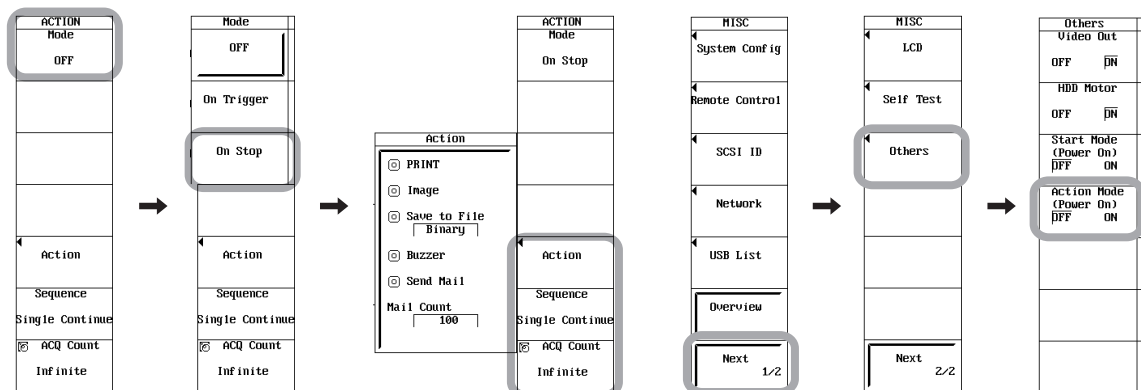 ACTION
Mode
OFF
Action
Sequence
Single Continue
ACQ Count
Infinite
Mode
OFF
On Trigger
On Stop
Action
Sequence
Single Continue
ACQ Count
Infinite
Action
PRINT
Image
Save to File
Binary
Buzzer
Send Mail
Mail Count
100
ACTION
Mode
On Stop
Action
Sequence
Single Continue
ACQ Count
Infinite
MISC
System Config
Remote Control
SCSI ID
Network
USB List
Overview
Next
1/2
MISC
LCD
Self Test
Others
Next
2/2
Others
Video Out
OFF ON
HDD Motor
OFF ON
Start Mode
(Power On)
OFF ON
Action Mode
(Power On)
OFF ON